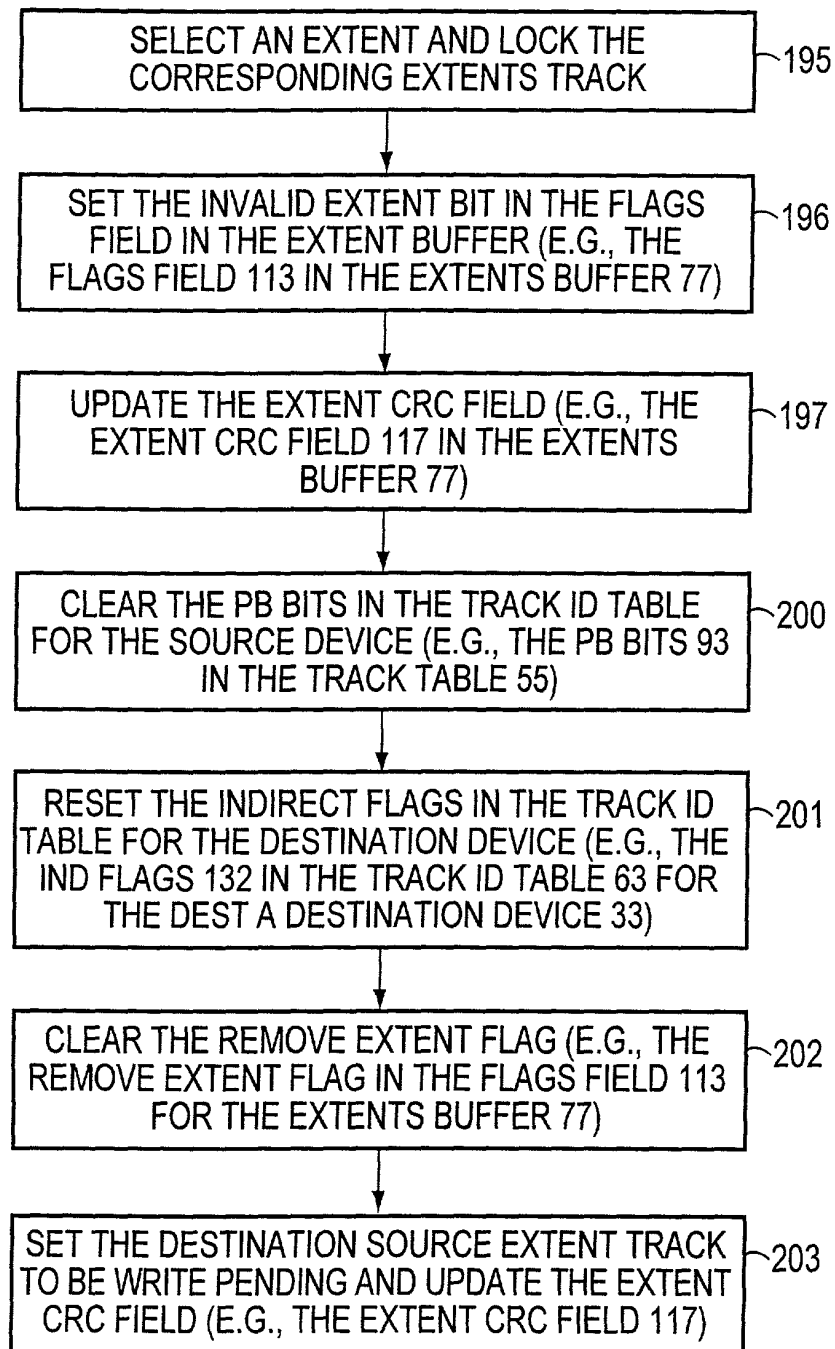 SELECT AN EXTENT AND LOCK THE
CORRESPONDING EXTENTS TRACK
195
SET THE INVALID EXTENT BIT IN THE FLAGS
FIELD IN THE EXTENT BUFFER (E.G., THE
FLAGS FIELD 113 IN THE EXTENTS BUFFER 77)
196
UPDATE THE EXTENT CRC FIELD (E.G., THE
EXTENT CRC FIELD 117 IN THE EXTENTS
BUFFER 77)
197
CLEAR THE PB BITS IN THE TRACK ID TABLE
FOR THE SOURCE DEVICE (E.G., THE PB BITS 93
IN THE TRACK TABLE 55)
200
RESET THE INDIRECT FLAGS IN THE TRACK ID
TABLE FOR THE DESTINATION DEVICE (E.G., THE
IND FLAGS 132 IN THE TRACK ID TABLE 63 FOR
THE DEST A DESTINATION DEVICE 33)
201
CLEAR THE REMOVE EXTENT FLAG (E.G., THE
REMOVE EXTENT FLAG IN THE FLAGS FIELD 113
FOR THE EXTENTS BUFFER 77)
202
SET THE DESTINATION SOURCE EXTENT TRACK
TO BE WRITE PENDING AND UPDATE THE EXTENT
CRC FIELD (E.G., THE EXTENT CRC FIELD 117)
203